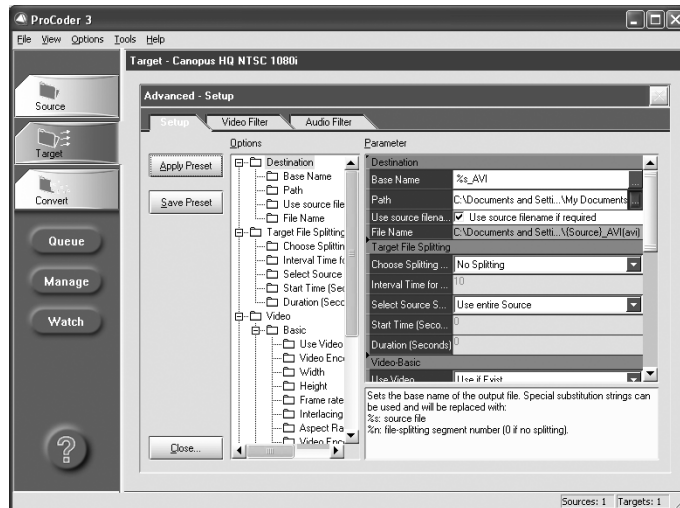 ProCoder 3
File View Options Tools Help
Target - Canopus HQ NTSC 1080i
Source
Target
Convert
Queue
Manage
Watch
Advanced - Setup
Setup Video Filter Audio Filter
Apply Preset
Save Preset
Close...
Options
Destination
Base Name
Path
Use source file
File Name
Target File Splitting
Choose Splittin
Interval Time fo
Select Source
Start Time (Sec
Duration (Seco
Video
Basic
Use Video
Video Enco
Width
Height
Frame rate
Interlacing
Aspect Ra
Video Enc
Parameter
Destination
Base Name %s_AVI ...
Path C:\Documents and Setti...\My Documents ...
Use source filena... Use source filename if required
File Name C:\Documents and Setti...\(Source)_AVI(avi)
Target File Splitting
Choose Splitting ... No Splitting
Interval Time for ... 10
Select Source S... Use entire Source
Start Time (Seco... 0
Duration (Seconds) 0
Video-Basic
Use Video Use if Exist
Sets the base name of the output file. Special substitution strings can
be used and will be replaced with:
%s: source file
%n: file-splitting segment number (0 if no splitting).
Sources: 1 Targets: 1